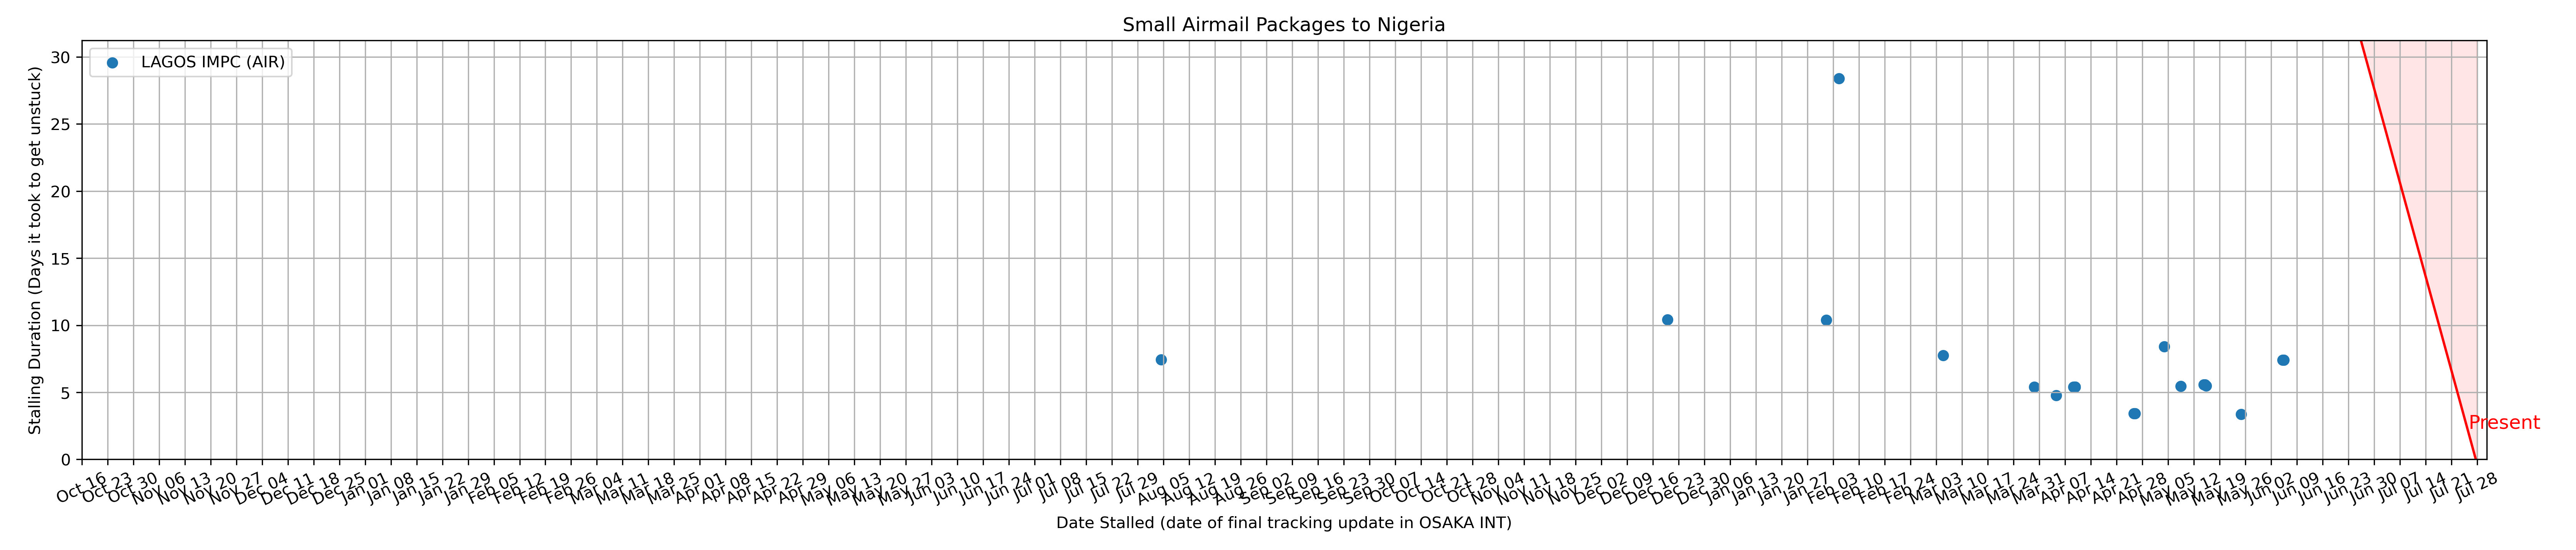 Small Airmail Packages to Nigeria
Stalling Duration (Days it took to get unstuck)
30
25
20
15
10
5
0
LAGOS IMPC (AIR)
Present
Oct 16 Oct 23 Oct 30 Nov 06 Nov 13 Nov 20 Nov 27 Dec 04 Dec 11 Dec 18 Dec 25 Jan 01 Jan 08 Jan 15 Jan 22 Jan 29 Feb 05 Feb 12 Feb 19 Feb 26 Mar 04 Mar 11 Mar 18 Mar 25 Apr 01 Apr 08 Apr 15 Apr 22 Apr 29 May 06 May 13 May 20 May 27 Jun 03 Jun 10 Jun 17 Jun 24 Jul 01 Jul 08 Jul 15 Jul 22 Jul 29 Aug 05 Aug 12 Aug 19 Aug 26 Sep 02 Sep 09 Sep 16 Sep 23 Sep 30 Oct 07 Oct 14 Oct 21 Oct 28 Nov 04 Nov 11 Nov 18 Nov 25 Dec 02 Dec 09 Dec 16 Dec 23 Dec 30 Jan 06 Jan 13 Jan 20 Jan 27 Feb 03 Feb 10 Feb 17 Feb 24 Mar 03 Mar 10 Mar 17 Mar 24 Mar 31 Apr 07 Apr 14 Apr 21 Apr 28 May 05 May 12 May 19 May 26 Jun 02 Jun 09 Jun 16 Jun 23 Jun 30 Jul 07 Jul 14 Jul 21 Jul 28
Date Stalled (date of final tracking update in OSAKA INT)